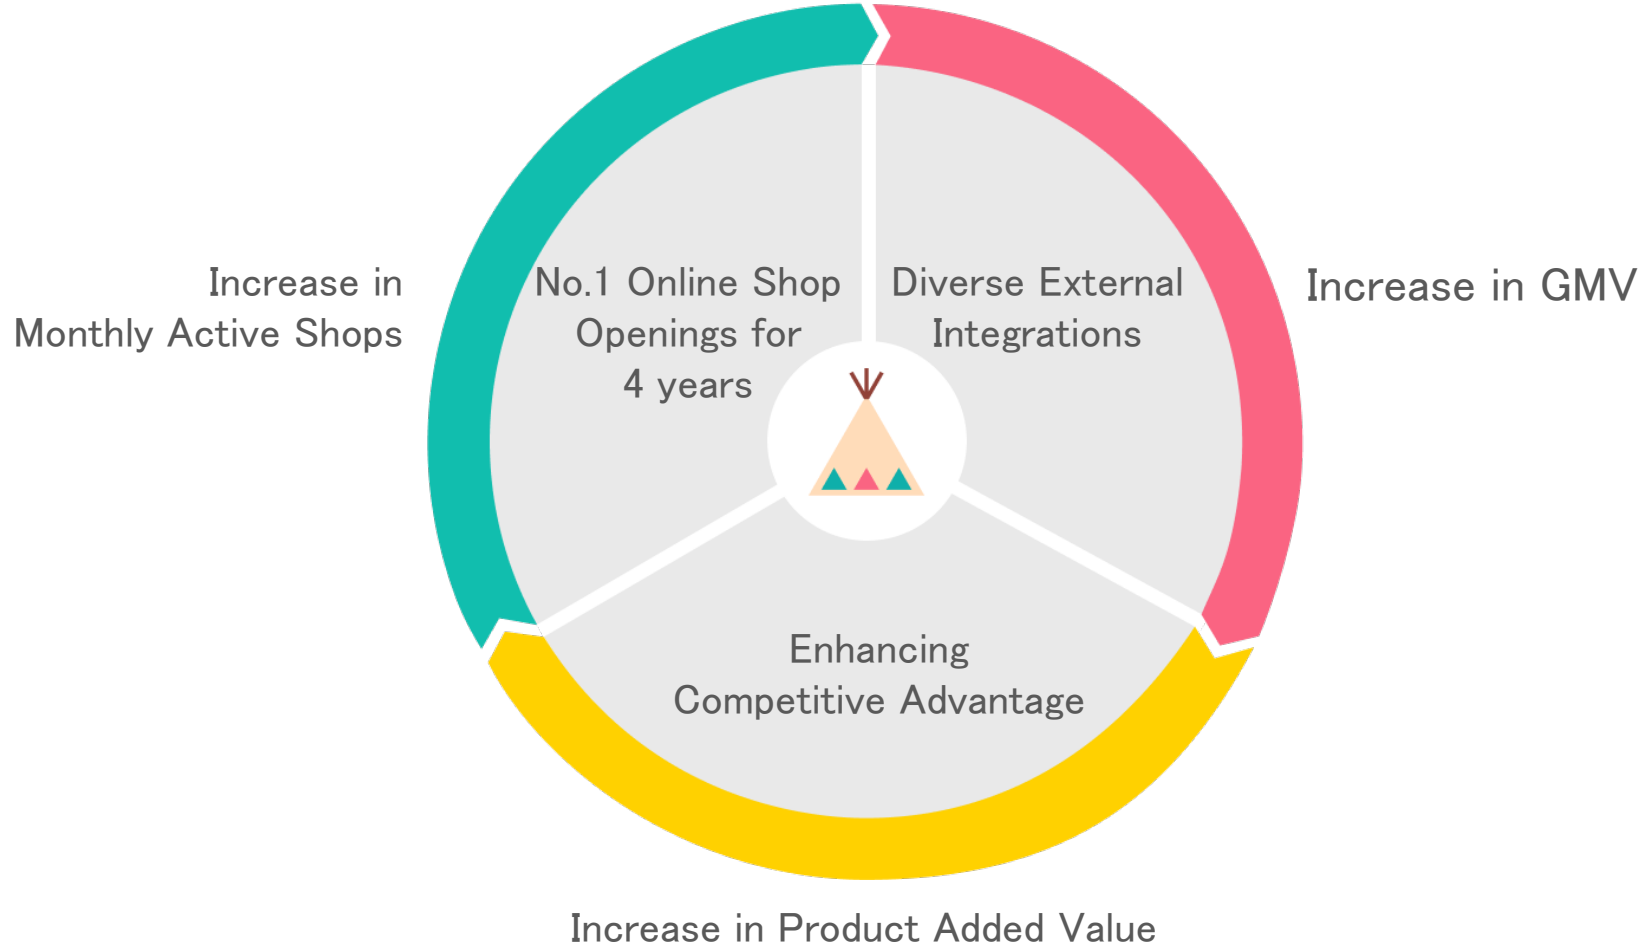 Increase in
Monthly Active Shops
No.1 Online Shop
Openings for
4 years
Diverse External
Integrations
Increase in GMV
Enhancing
Competitive Advantage
Increase in Product Added Value